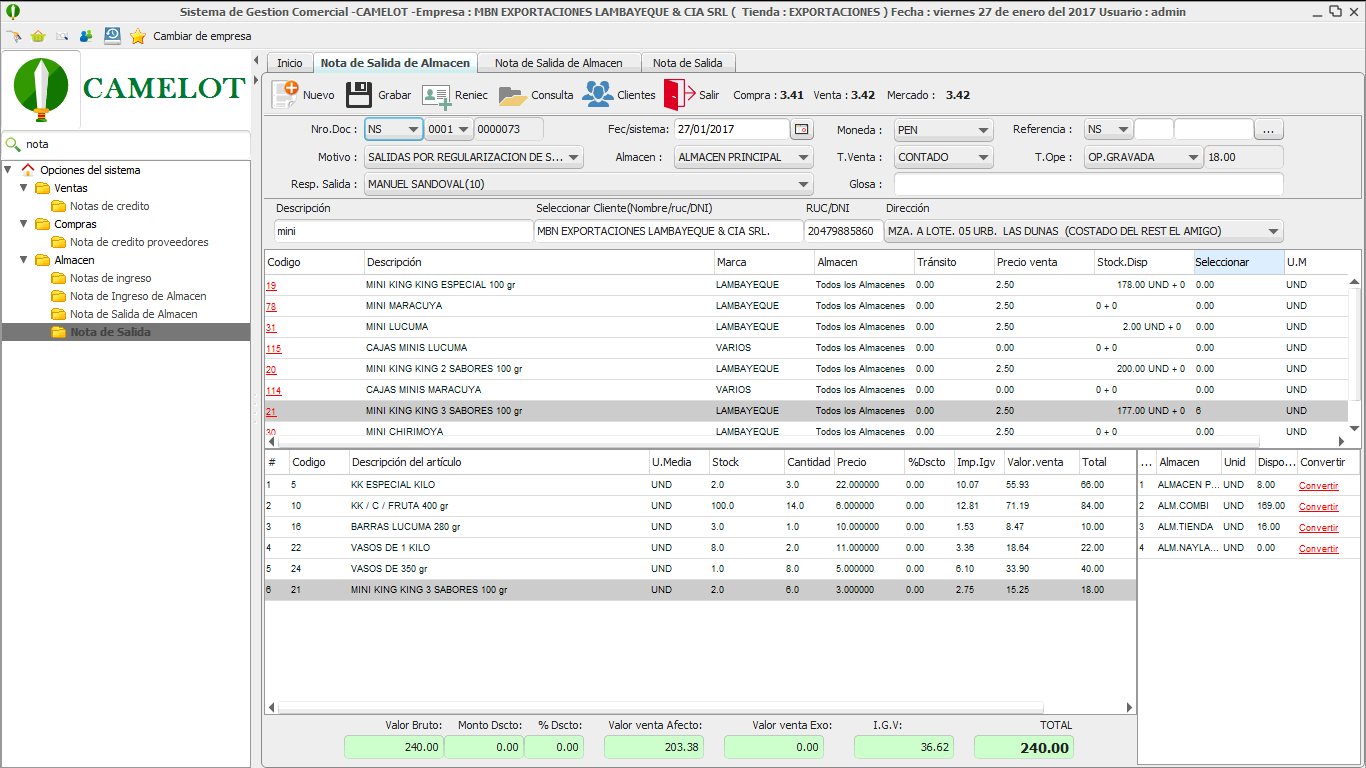 Sistema de Gestion Comercial -CAMELOT -Empresa : MBN EXPORTACIONES LAMBAYEQUE & CIA SRL ( Tienda : EXPORTACIONES ) Fecha : viernes 27 de enero del 2017 Usuario : admin
Cambiar de empresa
CAMELOT
nota
Opciones del sistema
Ventas
Notas de credito
Compras
Nota de credito proveedores
Almacen
Notas de ingreso
Nota de Ingreso de Almacen
Nota de Salida de Almacen
Nota de Salida
Inicio Nota de Salida de Almacen Nota de Salida de Almacen Nota de Salida
Nuevo Grabar Reniec Consulta Clientes Salir Compra : 3.41 Venta : 3.42 Mercado : 3.42
Nro.Doc : NS 0001 0000073 Fec/sistema: 27/01/2017 Moneda : PEN Referencia : NS ...
Motivo : SALIDAS POR REGULARIZACION DE S... Almacen : ALMACEN PRINCIPAL T.Venta : CONTADO T.Ope : OP.GRAVADA 18.00
Resp. Salida : MANUEL SANDOVAL(10) Glosa :
Descripción Seleccionar Cliente(Nombre/ruc/DNI) RUC/DNI Dirección
mini MBN EXPORTACIONES LAMBAYEQUE & CIA SRL. 20479885860 MZA. A LOTE. 05 URB. LAS DUNAS (COSTADO DEL REST EL AMIGO)
Codigo Descripción Marca Almacen Tránsito Precio venta Stock.Disp Seleccionar U.M
19 MINI KING KING ESPECIAL 100 gr LAMBAYEQUE Todos los Almacenes 0.00 2.50 178.00 UND + 0 0.00 UND
78 MINI MARACUYA LAMBAYEQUE Todos los Almacenes 0.00 2.50 0 + 0 0.00 UND
31 MINI LUCUMA LAMBAYEQUE Todos los Almacenes 0.00 2.50 2.00 UND + 0 0.00 UND
115 CAJAS MINIS LUCUMA VARIOS Todos los Almacenes 0.00 0.00 0 + 0 0.00 UND
20 MINI KING KING 2 SABORES 100 gr LAMBAYEQUE Todos los Almacenes 0.00 2.50 200.00 UND + 0 0.00 UND
114 CAJAS MINIS MARACUYA VARIOS Todos los Almacenes 0.00 0.00 0 + 0 0.00 UND
21 MINI KING KING 3 SABORES 100 gr LAMBAYEQUE Todos los Almacenes 0.00 2.50 177.00 UND + 0 6 UND
30 MINI CHIRIMOYA LAMBAYEQUE Todos los Almacenes 0.00 2.50 0 + 0 0.00 UND
# Codigo Descripción del artículo U.Media Stock Cantidad Precio %Dscto Imp.Igv Valor.venta Total
1 5 KK ESPECIAL KILO UND 2.0 3.0 22.000000 0.00 10.07 55.93 66.00
2 10 KK / C / FRUTA 400 gr UND 100.0 14.0 6.000000 0.00 12.81 71.19 84.00
3 16 BARRAS LUCUMA 280 gr UND 3.0 1.0 10.000000 0.00 1.53 8.47 10.00
4 22 VASOS DE 1 KILO UND 8.0 2.0 11.000000 0.00 3.36 18.64 22.00
5 24 VASOS DE 350 gr UND 1.0 8.0 5.000000 0.00 6.10 33.90 40.00
6 21 MINI KING KING 3 SABORES 100 gr UND 2.0 6.0 3.000000 0.00 2.75 15.25 18.00
... Almacen Unid Dispo... Convertir
1 ALMACEN P... UND 8.00 Convertir
2 ALM.COMBI UND 169.00 Convertir
3 ALM.TIENDA UND 16.00 Convertir
4 ALM.NAYLA... UND 0.00 Convertir
Valor Bruto: Monto Dscto: % Dscto: Valor venta Afecto: Valor venta Exo: I.G.V: TOTAL
240.00 0.00 0.00 203.38 0.00 36.62 240.00